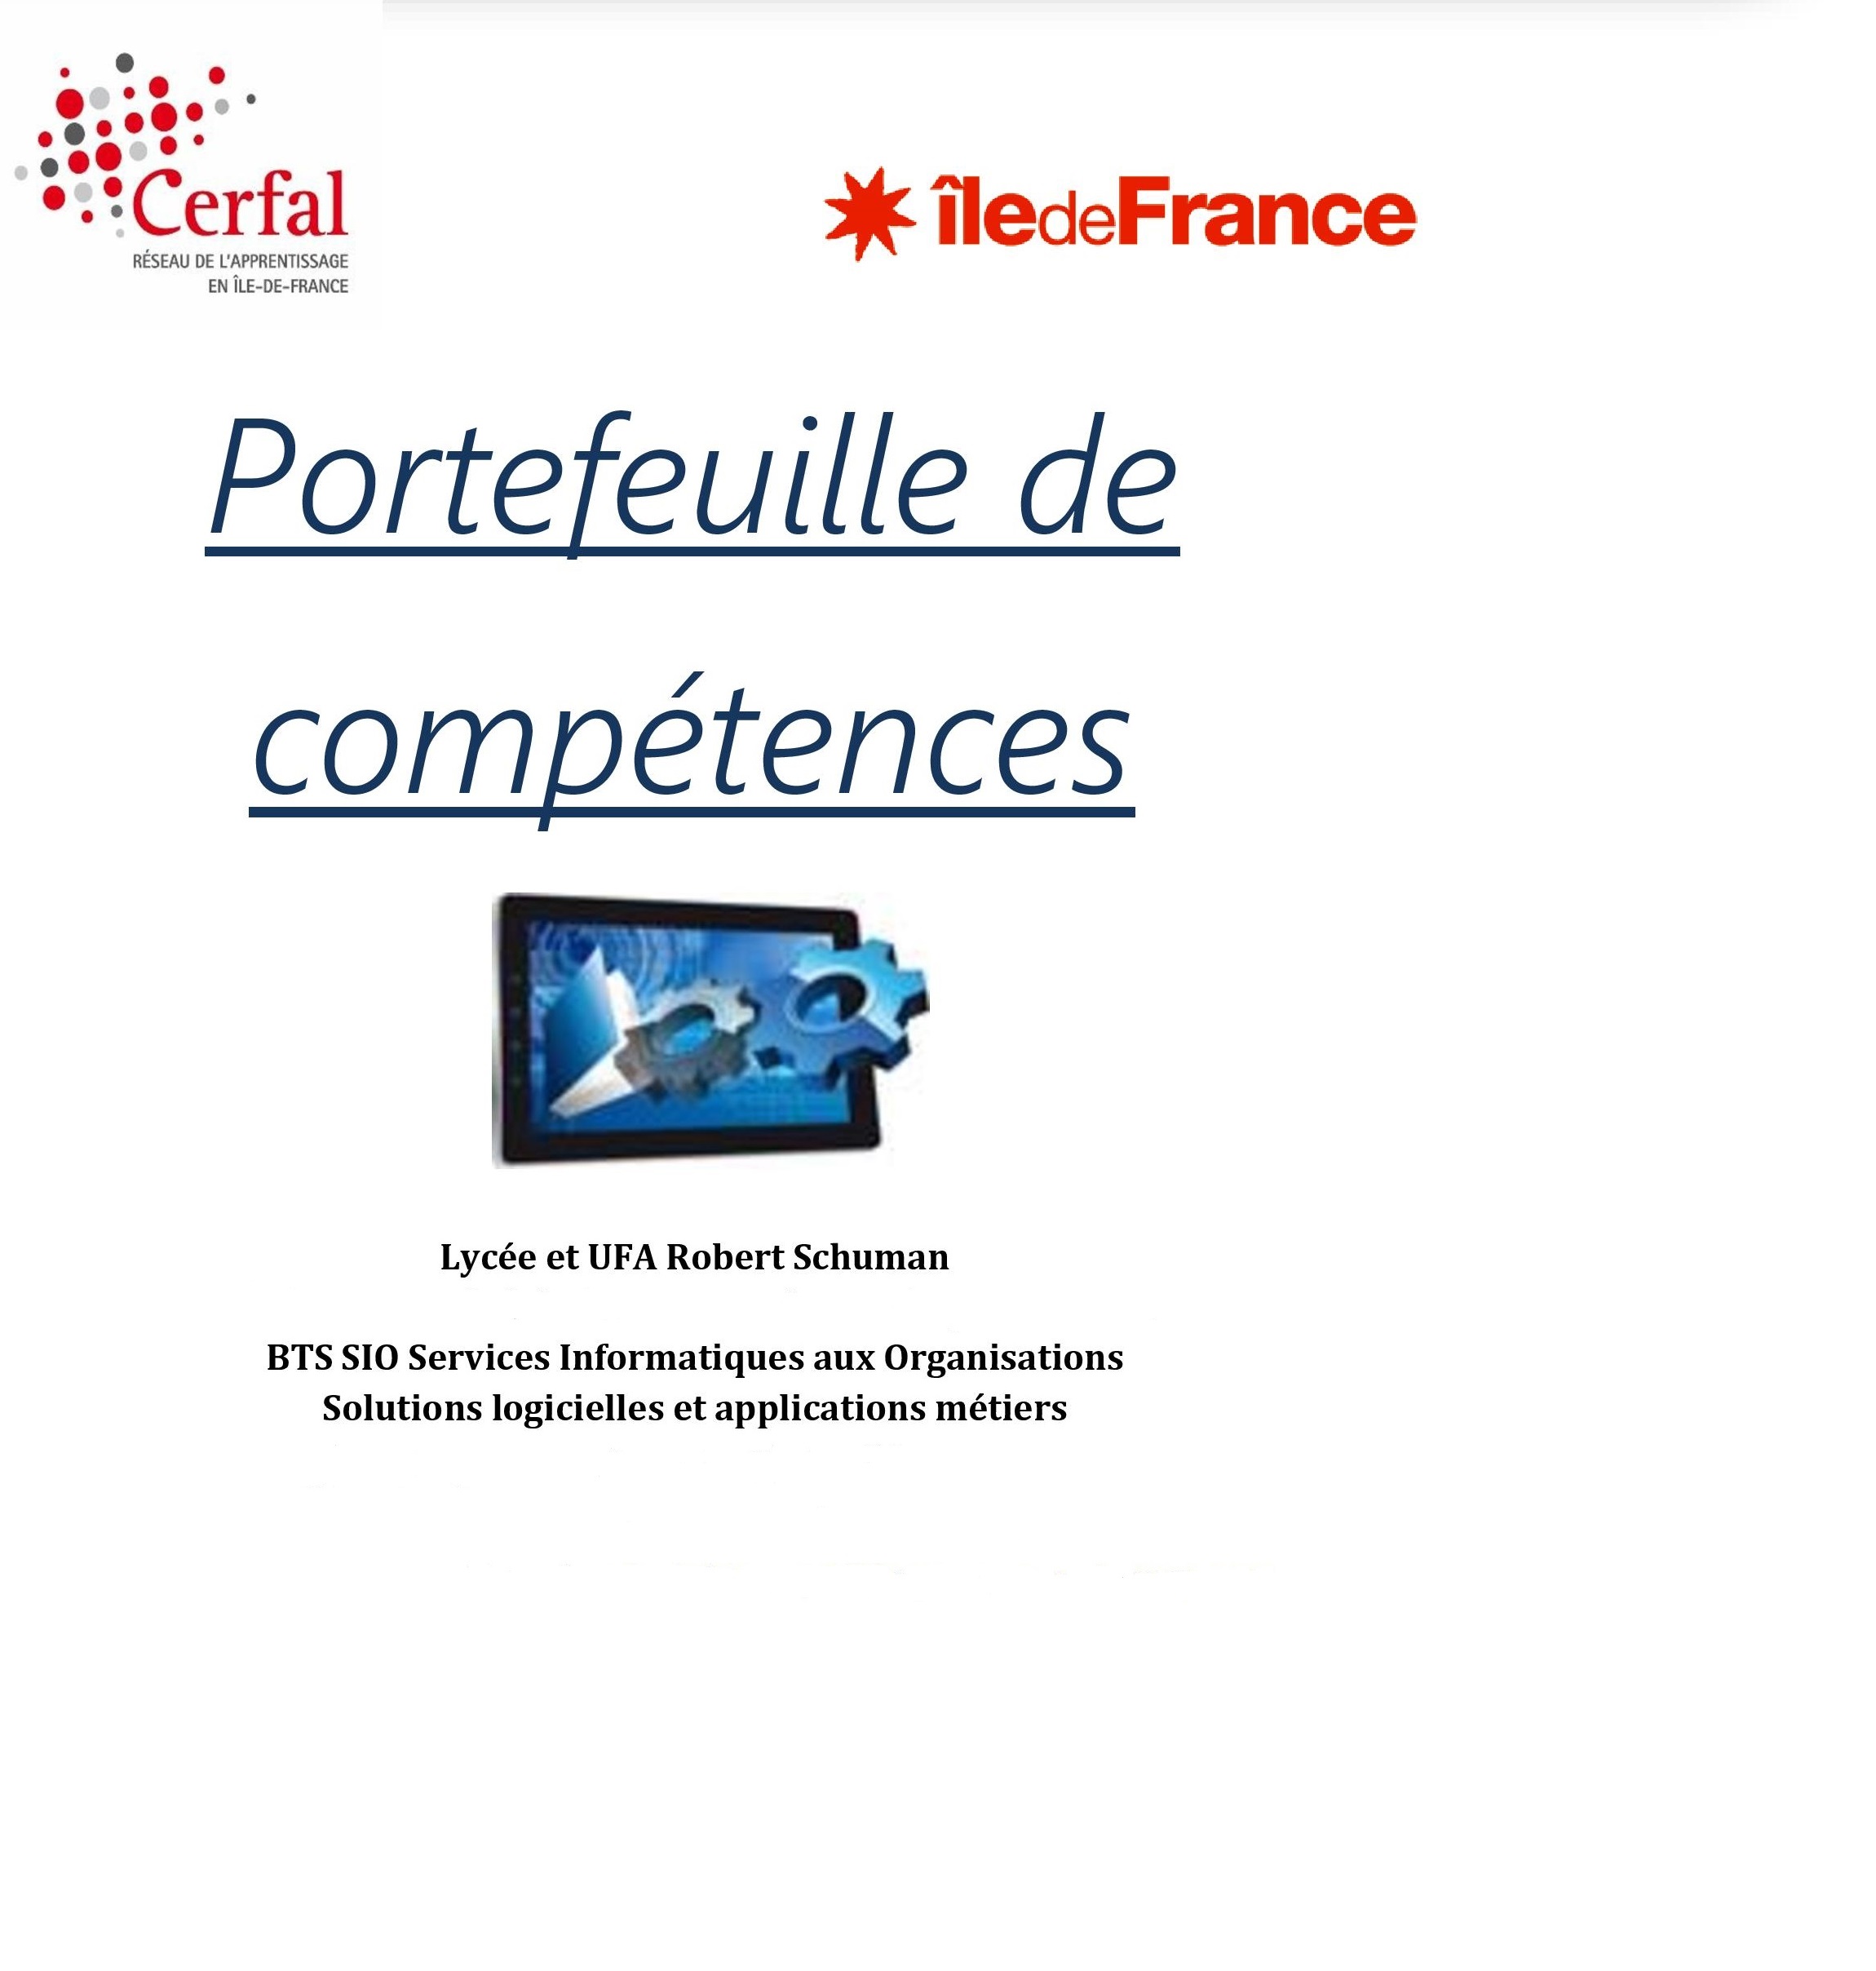 Cerfal
RÉSEAU DE L'APPRENTISSAGE
EN ÎLE-DE-FRANCE
îledeFrance
Portefeuille de
compétences
Lycée et UFA Robert Schuman
BTS SIO Services Informatiques aux Organisations
Solutions logicielles et applications métiers